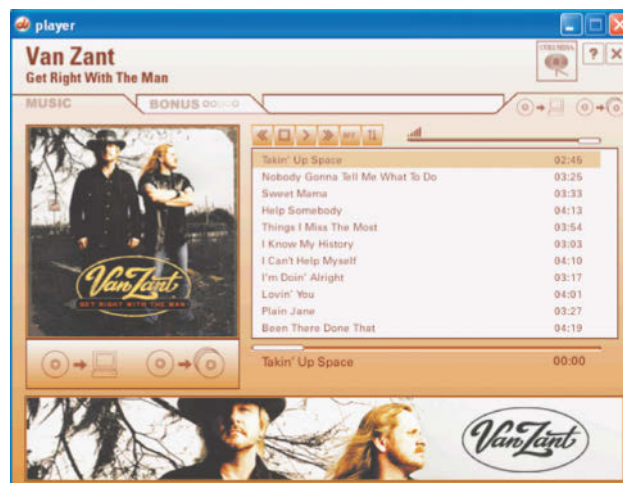 player
Van Zant
Get Right With The Man
COLUMBIA
?
MUSIC
BONUS
Takin' Up Space 02:45
Nobody Gonna Tell Me What To Do 03:25
Sweet Mama 03:33
Help Somebody 04:13
Things I Miss The Most 03:54
I Know My History 03:03
I Can't Help Myself 04:10
I'm Doin' Alright 03:17
Lovin' You 04:01
Plain Jane 03:27
Been There Done That 04:19
Van Zant
GET RIGHT WITH THE MAN
Takin' Up Space 00:00
Van Zant